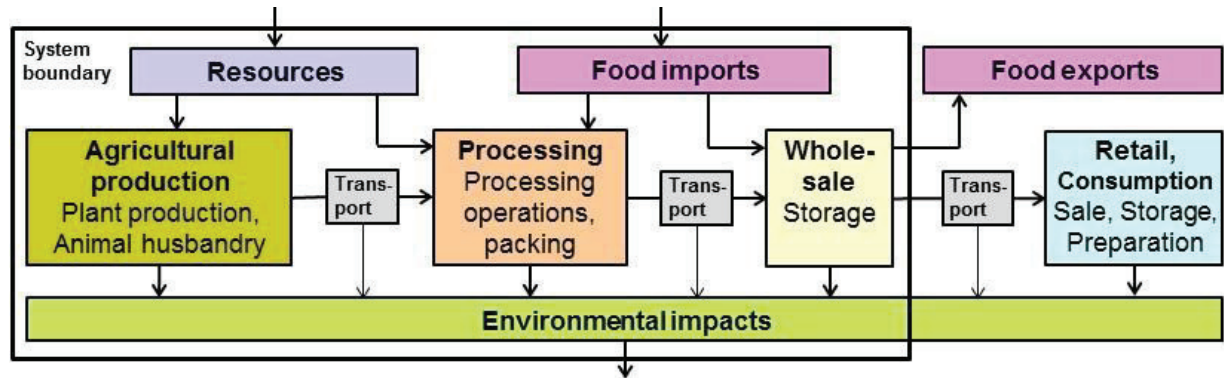 System
boundary
Resources
Food imports
Food exports
Agricultural
production
Plant production,
Animal husbandry
Trans-
port
Processing
Processing
operations,
packing
Trans-
port
Whole-
sale
Storage
Trans-
port
Retail,
Consumption
Sale, Storage,
Preparation
Environmental impacts